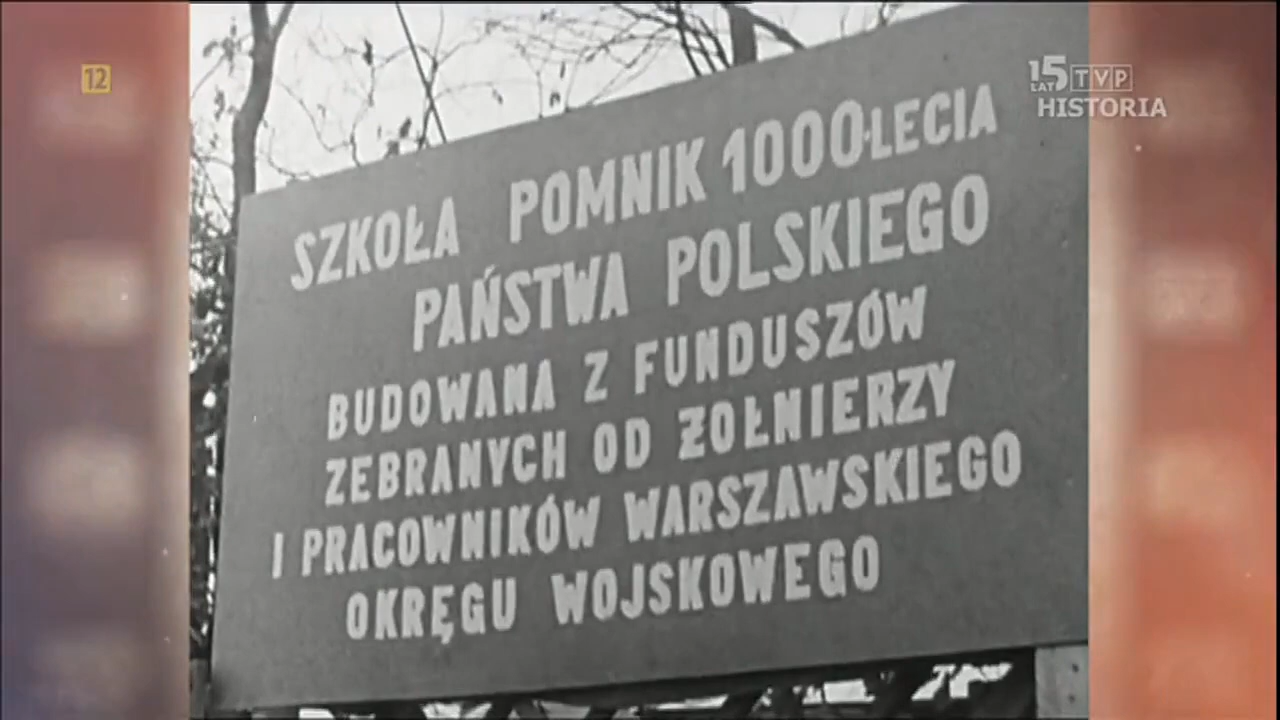 12
15 LAT TVP
HISTORIA
SZKOŁA POMNIK 1000-LECIA
PAŃSTWA POLSKIEGO
BUDOWANA Z FUNDUSZÓW
ZEBRANYCH OD ŻOŁNIERZY
I PRACOWNIKÓW WARSZAWSKIEGO
OKRĘGU WOJSKOWEGO